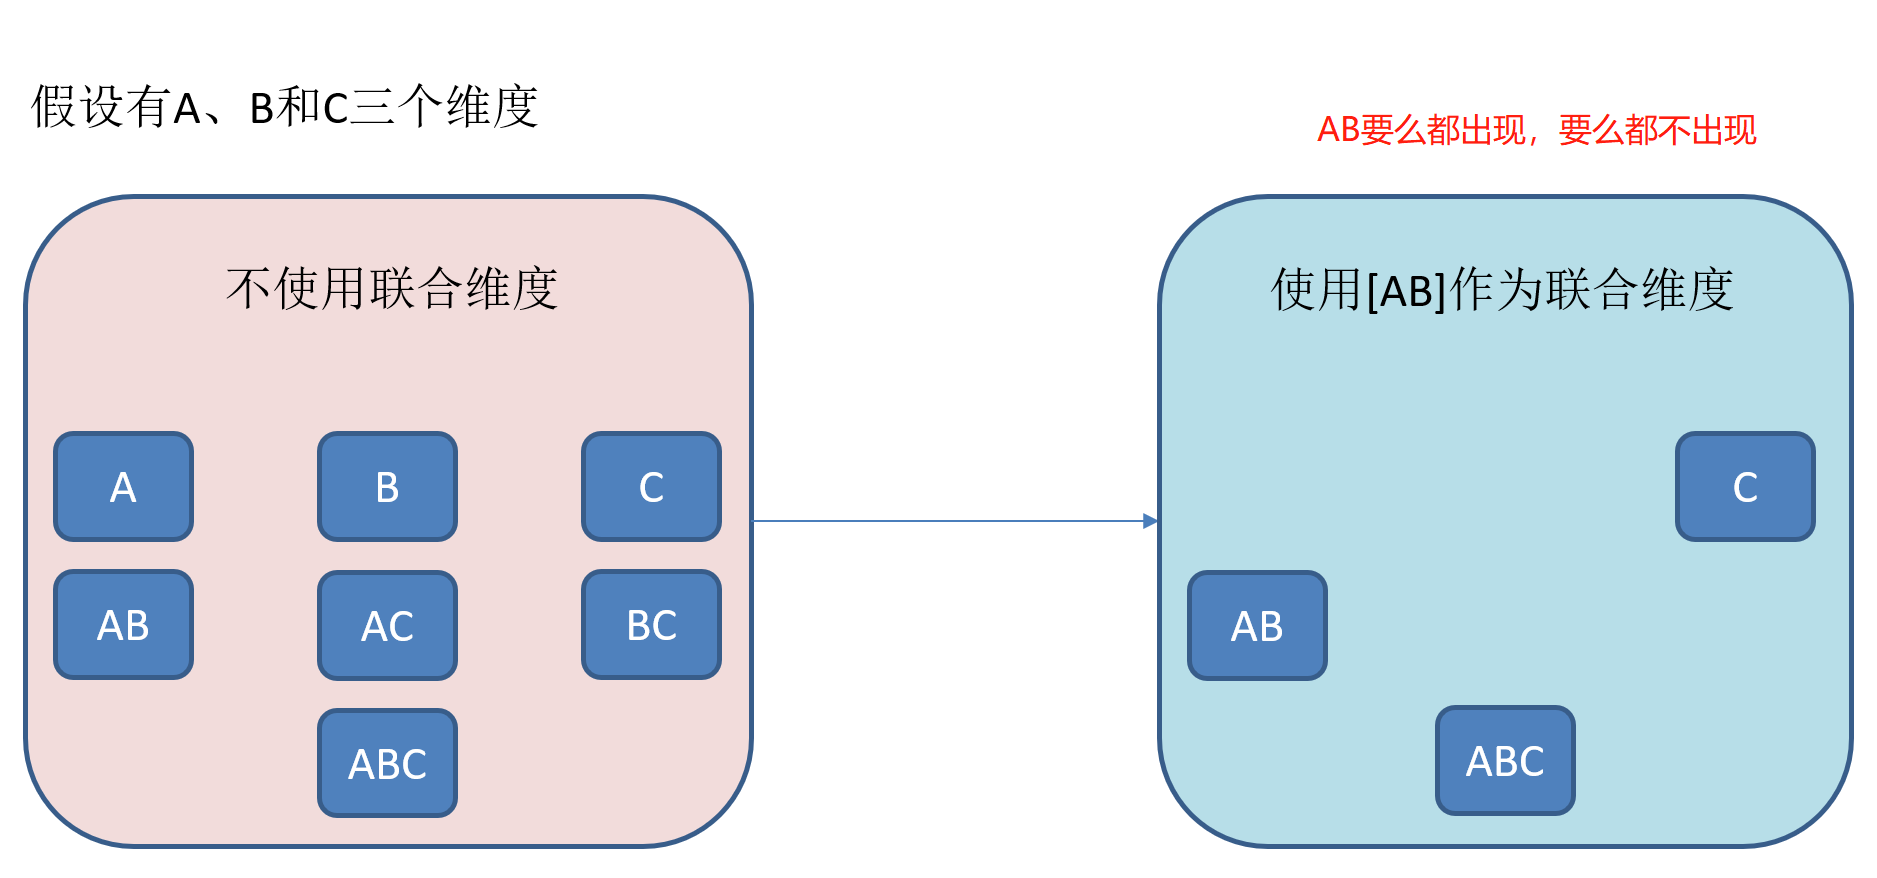 假设有A、B和C三个维度
AB要么都出现，要么都不出现
不使用联合维度
A
B
C
AB
AC
BC
ABC
使用[AB]作为联合维度
C
AB
ABC